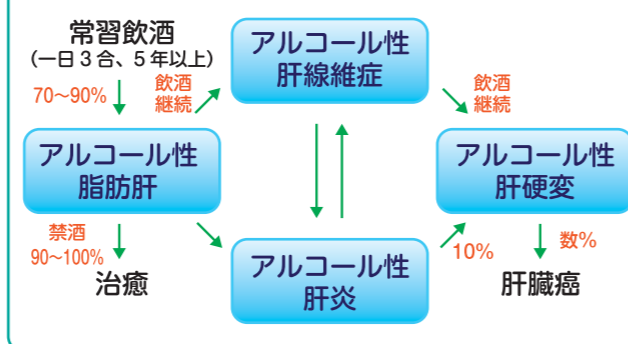 常習飲酒
(一日3合、5年以上)
70〜90%
飲酒
継続
アルコール性
肝線維症
飲酒
継続
アルコール性
脂肪肝
アルコール性
肝硬変
禁酒
90〜100%
治癒
アルコール性
肝炎
10%
数%
肝臓癌